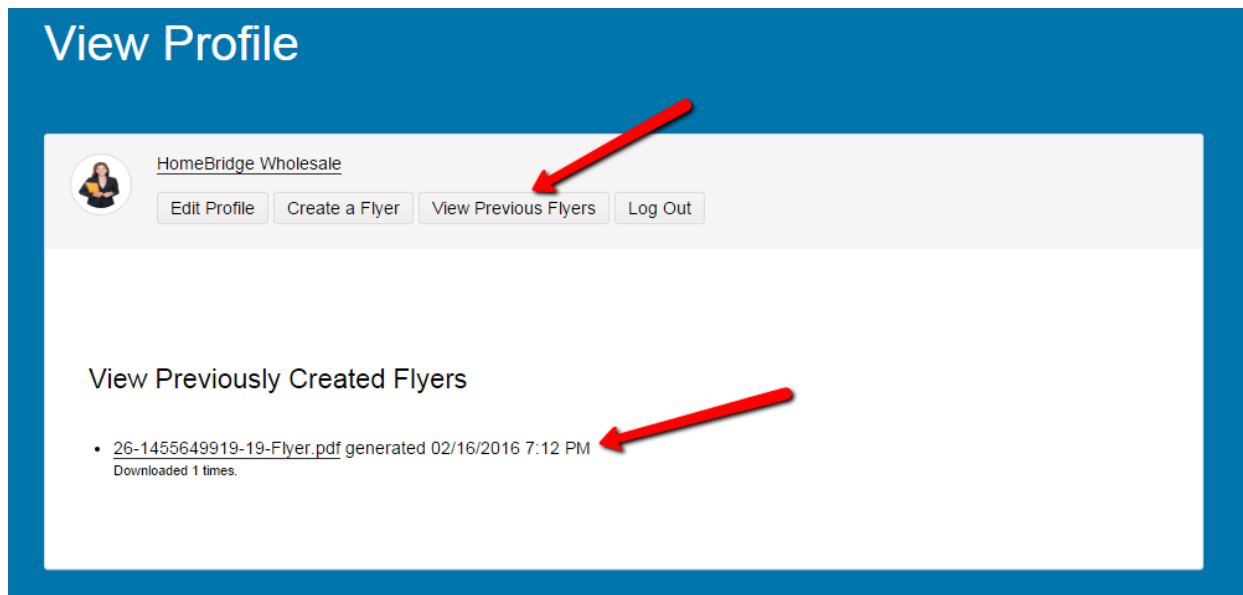 View Profile
HomeBridge Wholesale
Edit Profile Create a Flyer View Previous Flyers Log Out
View Previously Created Flyers
• 26-1455649919-19-Flyer.pdf generated 02/16/2016 7:12 PM
Downloaded 1 times.